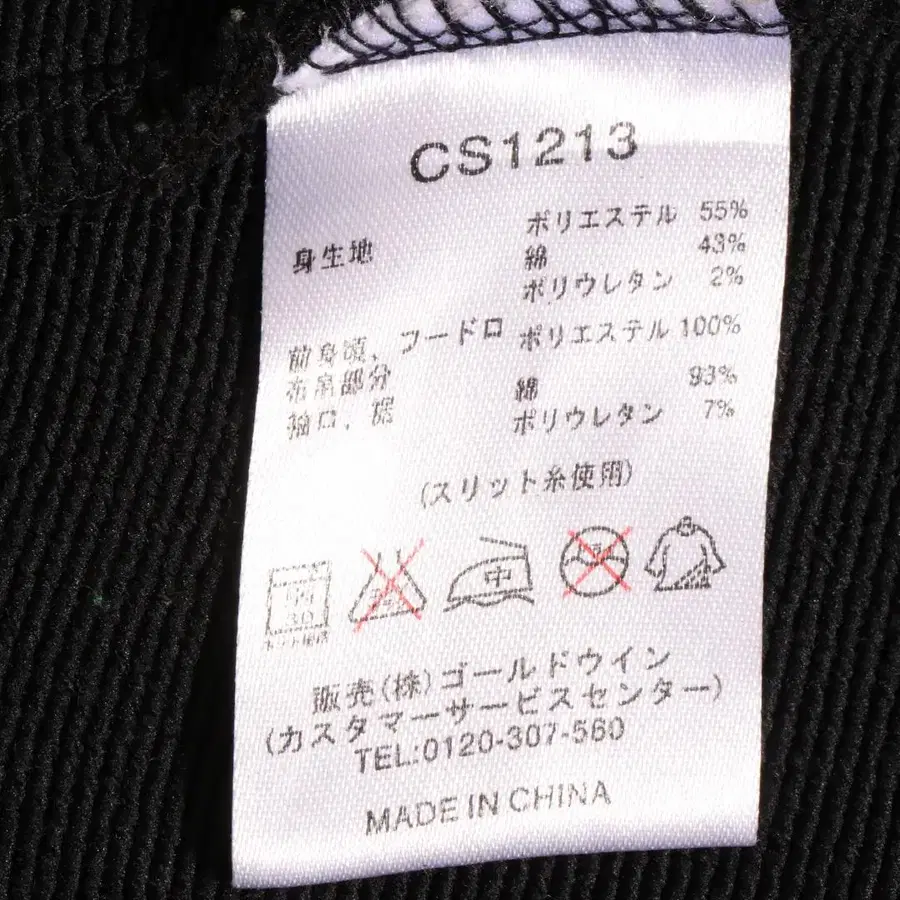 CS1213
身生地 ポリエステル 55%
綿 43%
ポリウレタン 2%
前身頃、フードロ ポリエステル 100%
布帛部分
綿 93%
袖口、裾 ポリウレタン 7%
(スリット糸使用)
30
中
販売(株)ゴールドウイン
(カスタマーサービスセンター)
TEL:0120-307-560
MADE IN CHINA